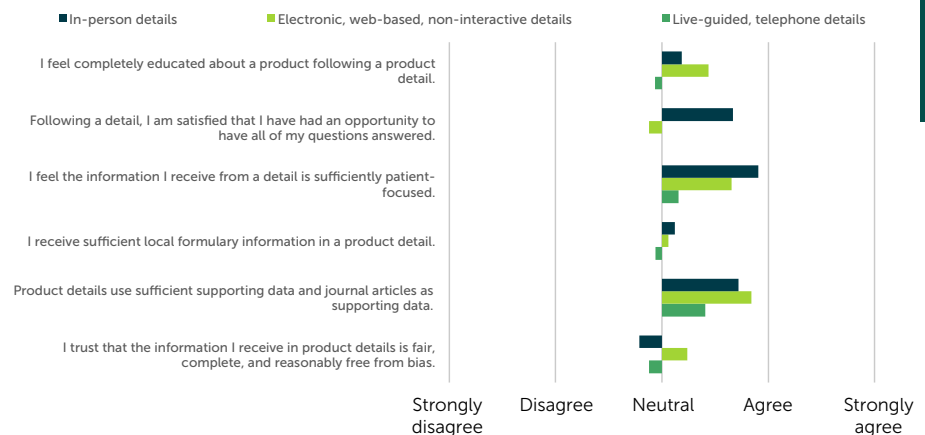 In-person details
Electronic, web-based, non-interactive details
Live-guided, telephone details
I feel completely educated about a product following a product
detail.
Following a detail, I am satisfied that I have had an opportunity to
have all of my questions answered.
I feel the information I receive from a detail is sufficiently patient-
focused.
I receive sufficient local formulary information in a product detail.
Product details use sufficient supporting data and journal articles as
supporting data.
I trust that the information I receive in product details is fair,
complete, and reasonably free from bias.
Strongly
disagree
Disagree
Neutral
Agree
Strongly
agree